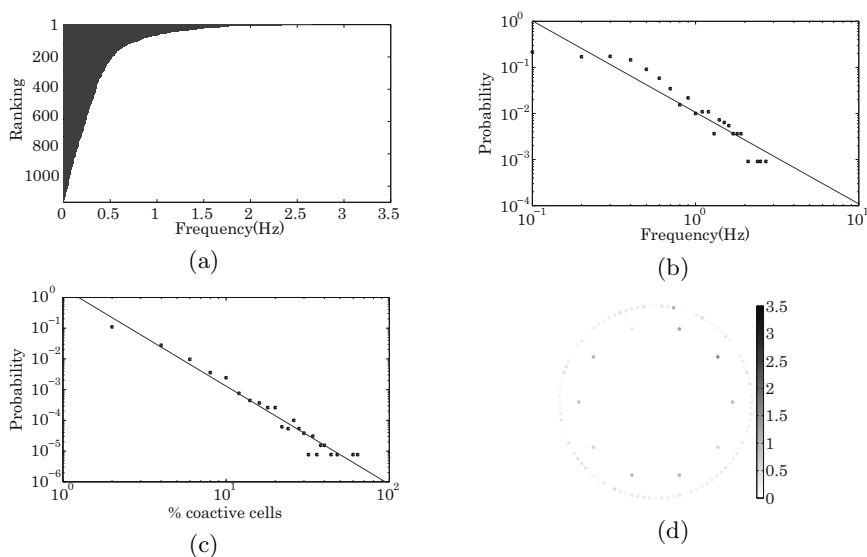 1
200
400
600
800
1000
Ranking
0 0.5 1 1.5 2 2.5 3 3.5
Frequency(Hz)
(a)
10^0
10^-1
10^-2
10^-3
10^-4
Probability
10^-1 10^0 10^1
Frequency(Hz)
(b)
10^0
10^-1
10^-2
10^-3
10^-4
10^-5
10^-6
Probability
10^0 10^1 10^2
% coactive cells
(c)
3.5
3
2.5
2
1.5
1
0.5
0
(d)